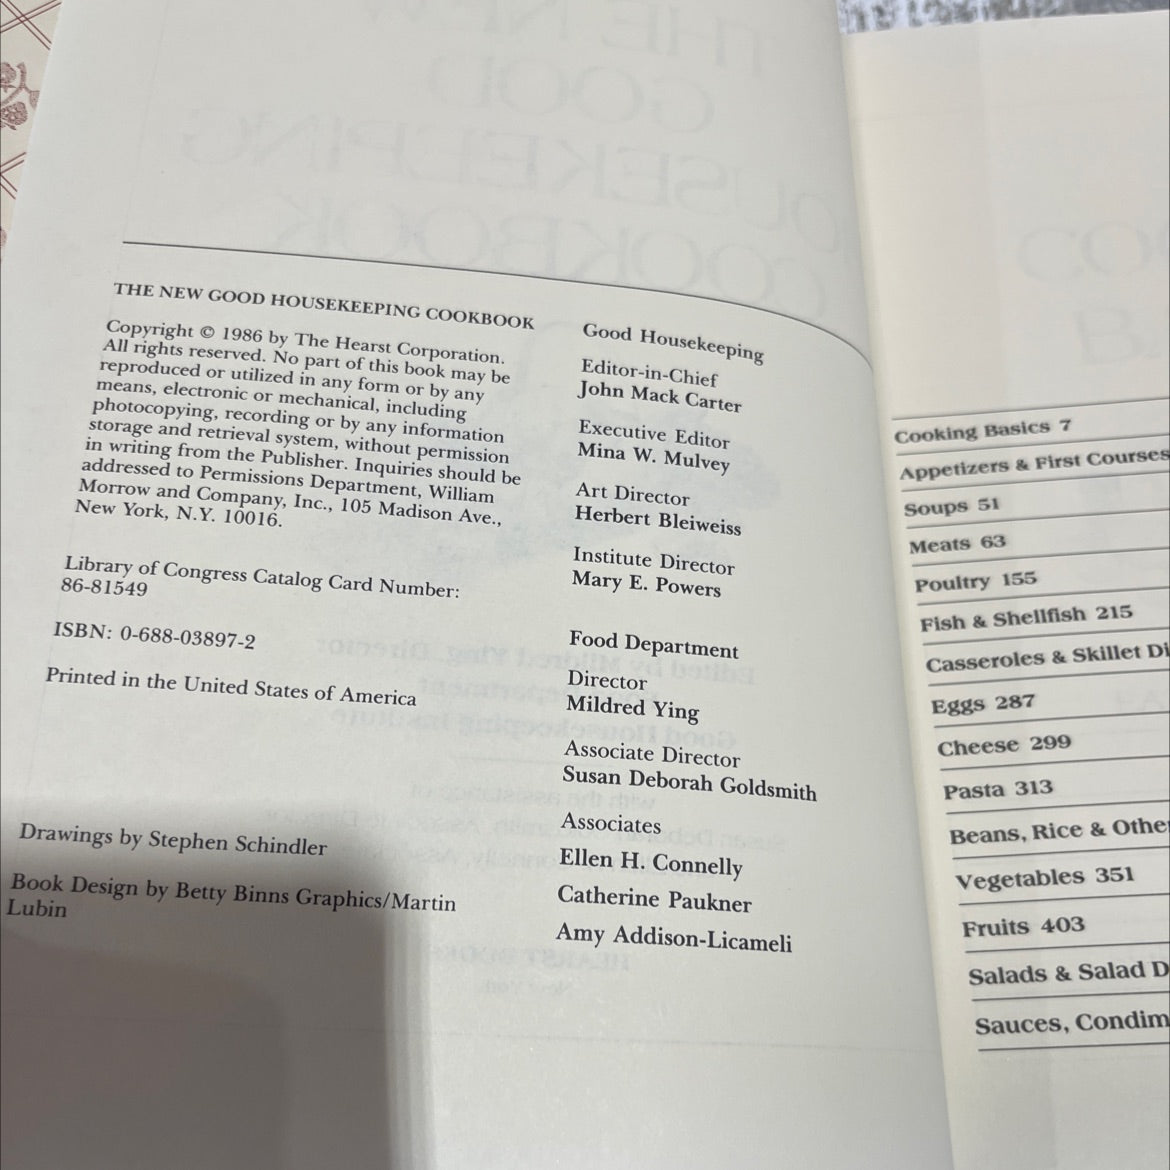 THE NEW GOOD HOUSEKEEPING COOKBOOK
Copyright © 1986 by The Hearst Corporation.
All rights reserved. No part of this book may be
reproduced or utilized in any form or by any
means, electronic or mechanical, including
photocopying, recording or by any information
storage and retrieval system, without permission
in writing from the Publisher. Inquiries should be
addressed to Permissions Department, William
Morrow and Company, Inc., 105 Madison Ave.,
New York, N.Y. 10016.
Library of Congress Catalog Card Number:
86-81549
ISBN: 0-688-03897-2
Printed in the United States of America
Drawings by Stephen Schindler
Book Design by Betty Binns Graphics/Martin
Lubin
Good Housekeeping
Editor-in-Chief
John Mack Carter
Executive Editor
Mina W. Mulvey
Art Director
Herbert Bleiweiss
Institute Director
Mary E. Powers
Food Department
Director
Mildred Ying
Associate Director
Susan Deborah Goldsmith
Associates
Ellen H. Connelly
Catherine Paukner
Amy Addison-Licameli
Cooking Basics 7
Appetizers & First Courses
Soups 51
Meats 63
Poultry 155
Fish & Shellfish 215
Casseroles & Skillet Di
Eggs 287
Cheese 299
Pasta 313
Beans, Rice & Other
Vegetables 351
Fruits 403
Salads & Salad D
Sauces, Condim